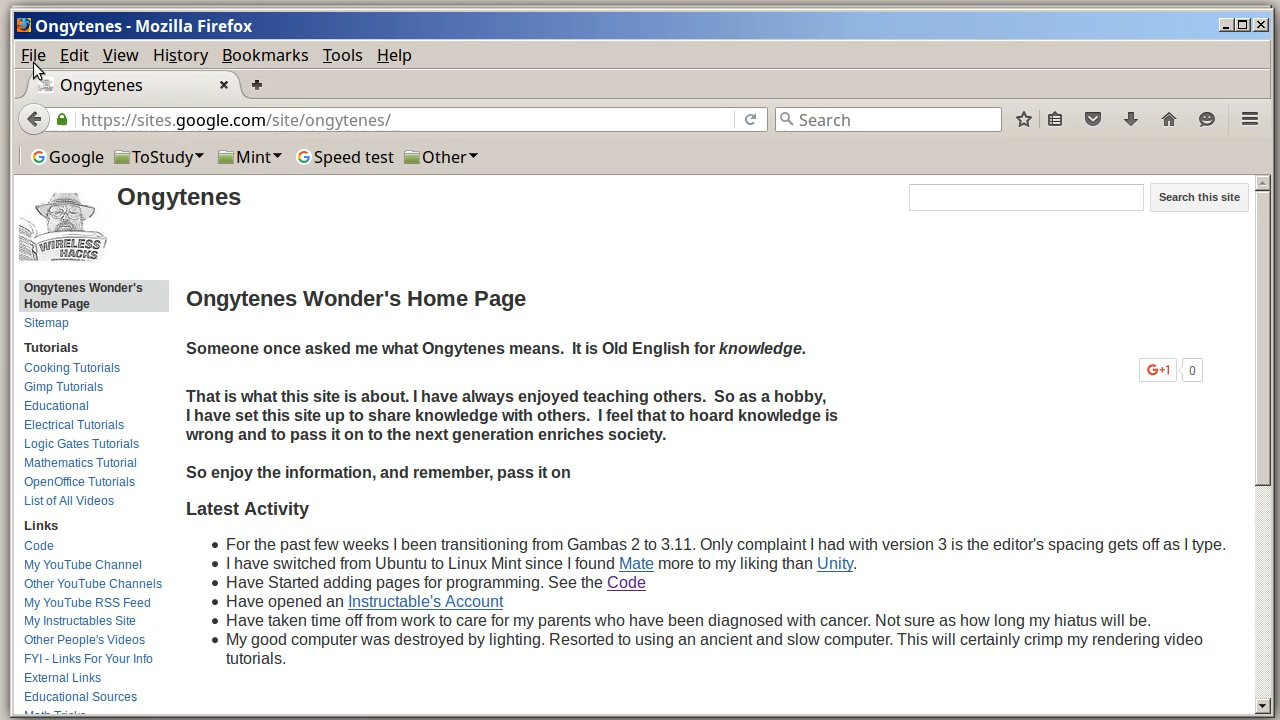 Ongytenes - Mozilla Firefox
File Edit View History Bookmarks Tools Help
Ongytenes
https://sites.google.com/site/ongytenes/
Search
Google ToStudy Mint Speed test Other
WIRELESS HACKS
Ongytenes
Search this site
Ongytenes Wonder's
Home Page
Sitemap
Tutorials
Cooking Tutorials
Gimp Tutorials
Educational
Electrical Tutorials
Logic Gates Tutorials
Mathematics Tutorial
OpenOffice Tutorials
List of All Videos
Links
Code
My YouTube Channel
Other YouTube Channels
My YouTube RSS Feed
My Instructables Site
Other People's Videos
FYI - Links For Your Info
External Links
Educational Sources
Math Tricks
Ongytenes Wonder's Home Page
Someone once asked me what Ongytenes means.  It is Old English for knowledge.
G+1 0
That is what this site is about. I have always enjoyed teaching others.  So as a hobby,
I have set this site up to share knowledge with others.  I feel that to hoard knowledge is
wrong and to pass it on to the next generation enriches society.
So enjoy the information, and remember, pass it on
Latest Activity
For the past few weeks I been transitioning from Gambas 2 to 3.11. Only complaint I had with version 3 is the editor's spacing gets off as I type.
I have switched from Ubuntu to Linux Mint since I found Mate more to my liking than Unity.
Have Started adding pages for programming. See the Code
Have opened an Instructable's Account
Have taken time off from work to care for my parents who have been diagnosed with cancer. Not sure as how long my hiatus will be.
My good computer was destroyed by lighting. Resorted to using an ancient and slow computer. This will certainly crimp my rendering video
tutorials.